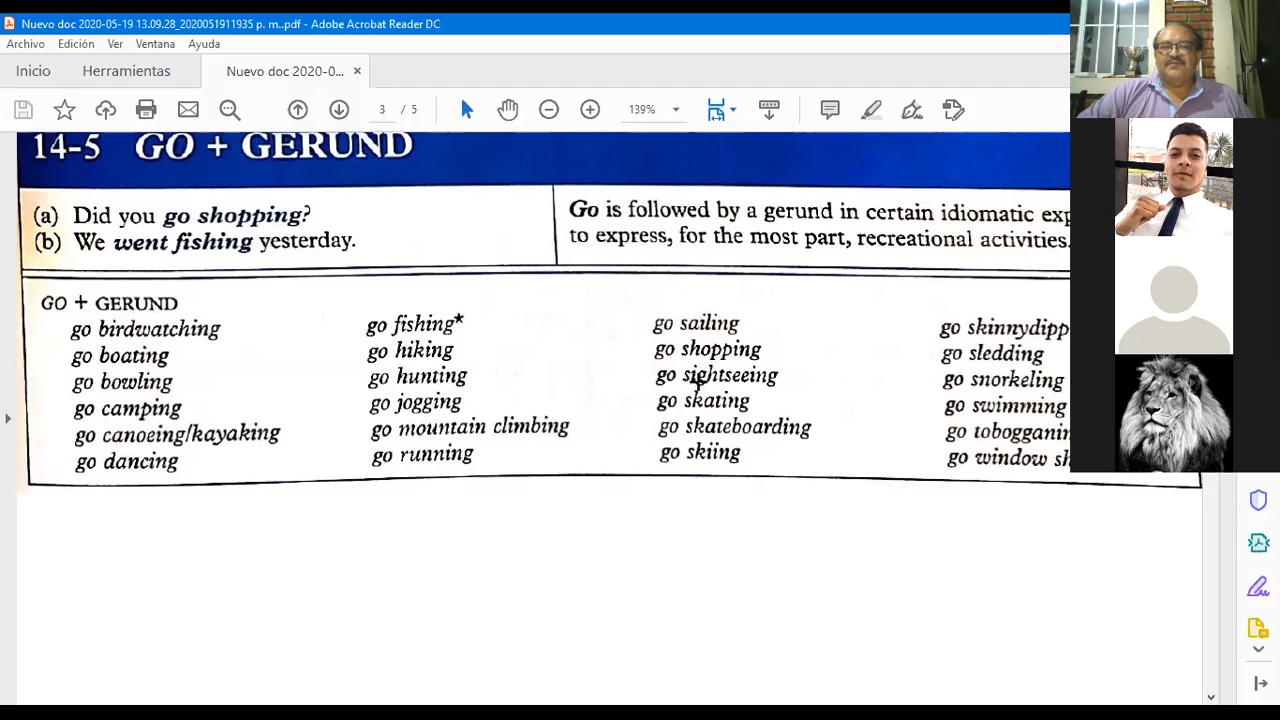 Nuevo doc 2020-05-19 13.09.28_2020051911935 p. m..pdf - Adobe Acrobat Reader DC
Archivo Edición Ver Ventana Ayuda
Inicio Herramientas Nuevo doc 2020-0... ×
3 / 5 139%
14-5 GO + GERUND
(a) Did you go shopping?
(b) We went fishing yesterday.
Go is followed by a gerund in certain idiomatic exp
to express, for the most part, recreational activities.
GO + GERUND
go birdwatching
go boating
go bowling
go camping
go canoeing/kayaking
go dancing
go fishing*
go hiking
go hunting
go jogging
go mountain climbing
go running
go sailing
go shopping
go sightseeing
go skating
go skateboarding
go skiing
go skinnydipp
go sledding
go snorkeling
go swimming
go tobogganin
go window sh